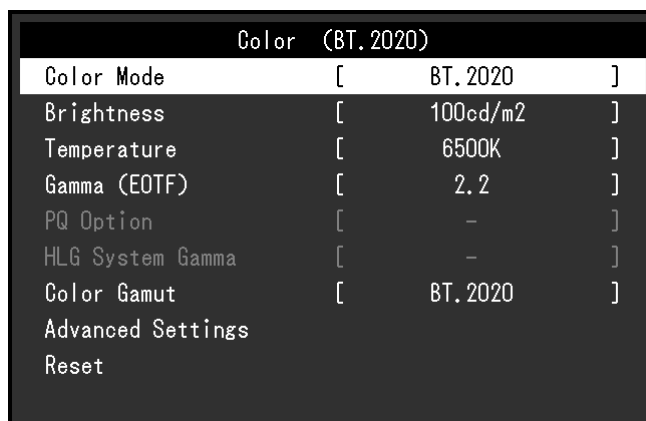 Color (BT.2020)
Color Mode [ BT.2020 ]
Brightness [ 100cd/m2 ]
Temperature [ 6500K ]
Gamma (EOTF) [ 2.2 ]
PQ Option [ - ]
HLG System Gamma [ - ]
Color Gamut [ BT.2020 ]
Advanced Settings
Reset